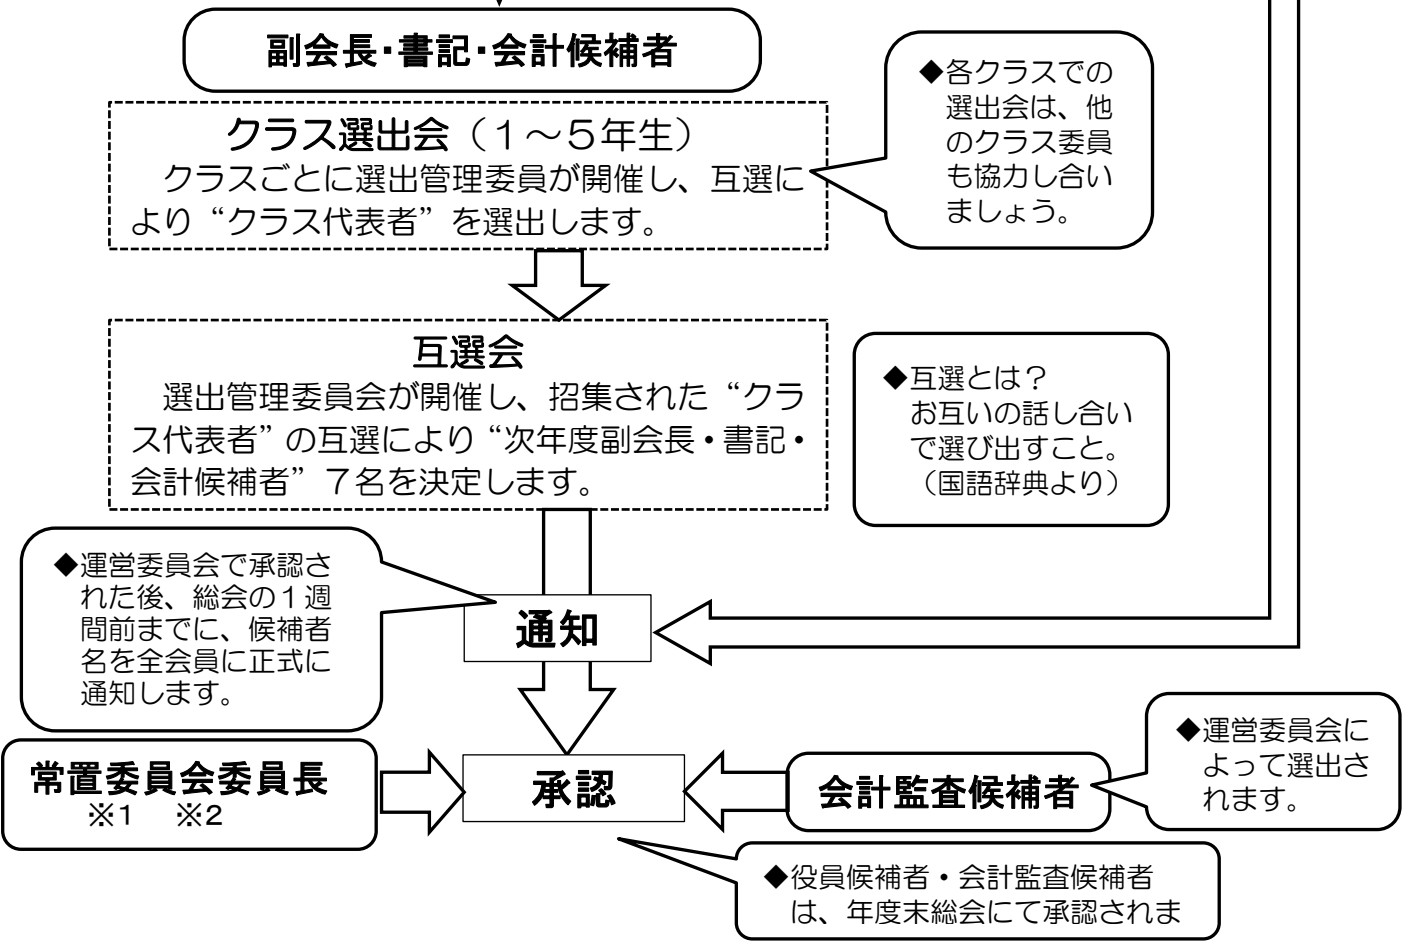 副会長・書記・会計候補者
◆各クラスでの
選出会は、他
のクラス委員
も協力し合い
ましょう。
クラス選出会（１～５年生）
クラスごとに選出管理委員が開催し、互選に
より“クラス代表者”を選出します。
互選会
選出管理委員会が開催し、招集された“クラ
ス代表者”の互選により“次年度副会長・書記・
会計候補者”７名を決定します。
◆互選とは？
お互いの話し合い
で選び出すこと。
（国語辞典より）
◆運営委員会で承認さ
れた後、総会の１週
間前までに、候補者
名を全会員に正式に
通知します。
通知
常置委員会委員長
※1　※2
承認
会計監査候補者
◆運営委員会に
よって選出さ
れます。
◆役員候補者・会計監査候補者
は、年度末総会にて承認されま